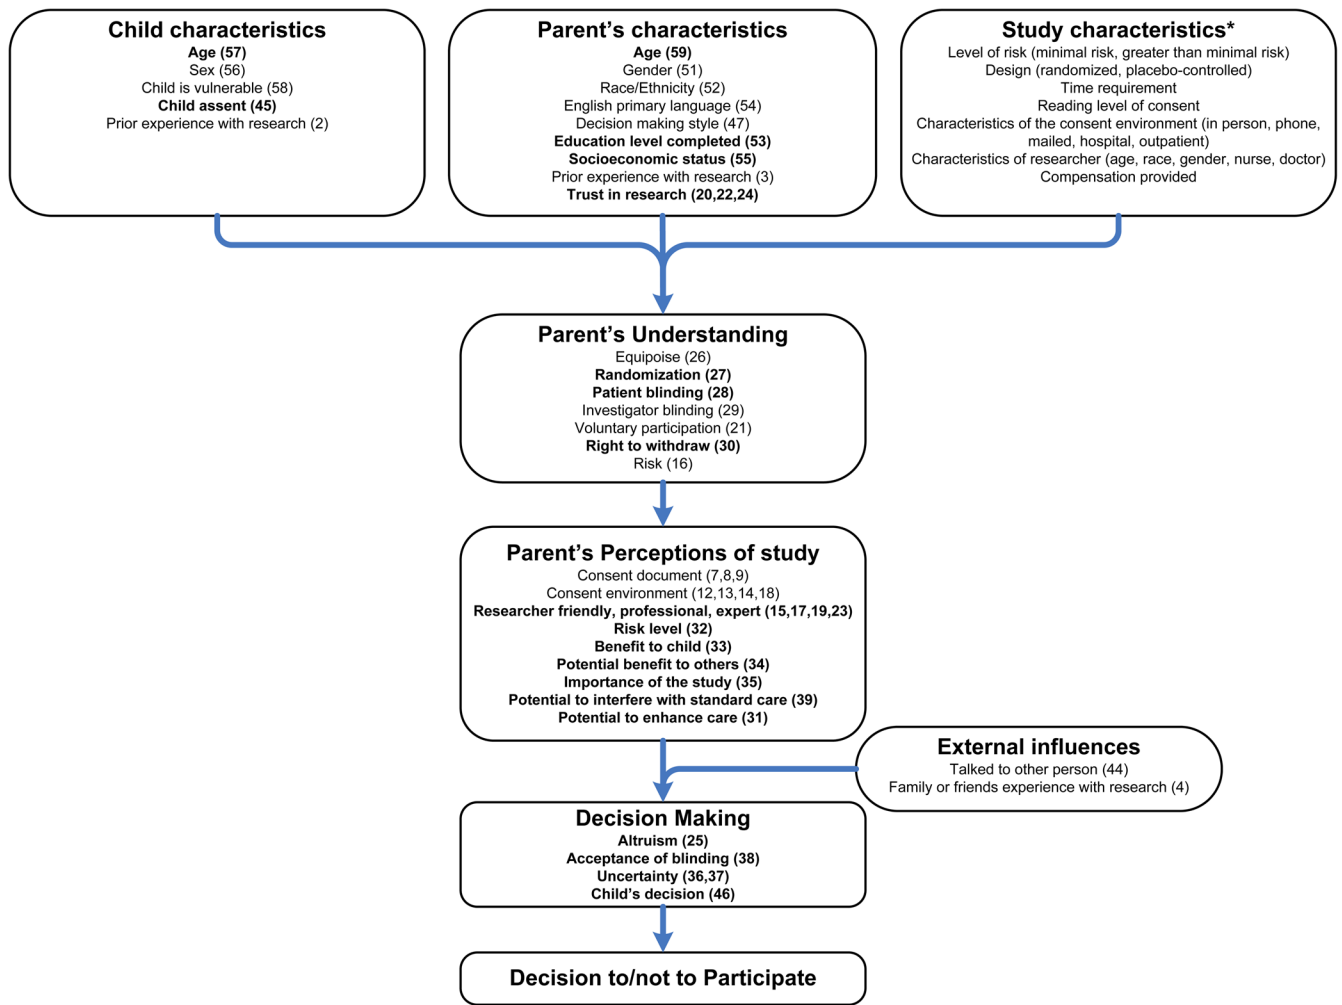 Child characteristics
Age (57)
Sex (56)
Child is vulnerable (58)
Child assent (45)
Prior experience with research (2)
Parent's characteristics
Age (59)
Gender (51)
Race/Ethnicity (52)
English primary language (54)
Decision making style (47)
Education level completed (53)
Socioeconomic status (55)
Prior experience with research (3)
Trust in research (20,22,24)
Study characteristics*
Level of risk (minimal risk, greater than minimal risk)
Design (randomized, placebo-controlled)
Time requirement
Reading level of consent
Characteristics of the consent environment (in person, phone,
mailed, hospital, outpatient)
Characteristics of researcher (age, race, gender, nurse, doctor)
Compensation provided
Parent's Understanding
Equipoise (26)
Randomization (27)
Patient blinding (28)
Investigator blinding (29)
Voluntary participation (21)
Right to withdraw (30)
Risk (16)
Parent's Perceptions of study
Consent document (7,8,9)
Consent environment (12,13,14,18)
Researcher friendly, professional, expert (15,17,19,23)
Risk level (32)
Benefit to child (33)
Potential benefit to others (34)
Importance of the study (35)
Potential to interfere with standard care (39)
Potential to enhance care (31)
External influences
Talked to other person (44)
Family or friends experience with research (4)
Decision Making
Altruism (25)
Acceptance of blinding (38)
Uncertainty (36,37)
Child's decision (46)
Decision to/not to Participate